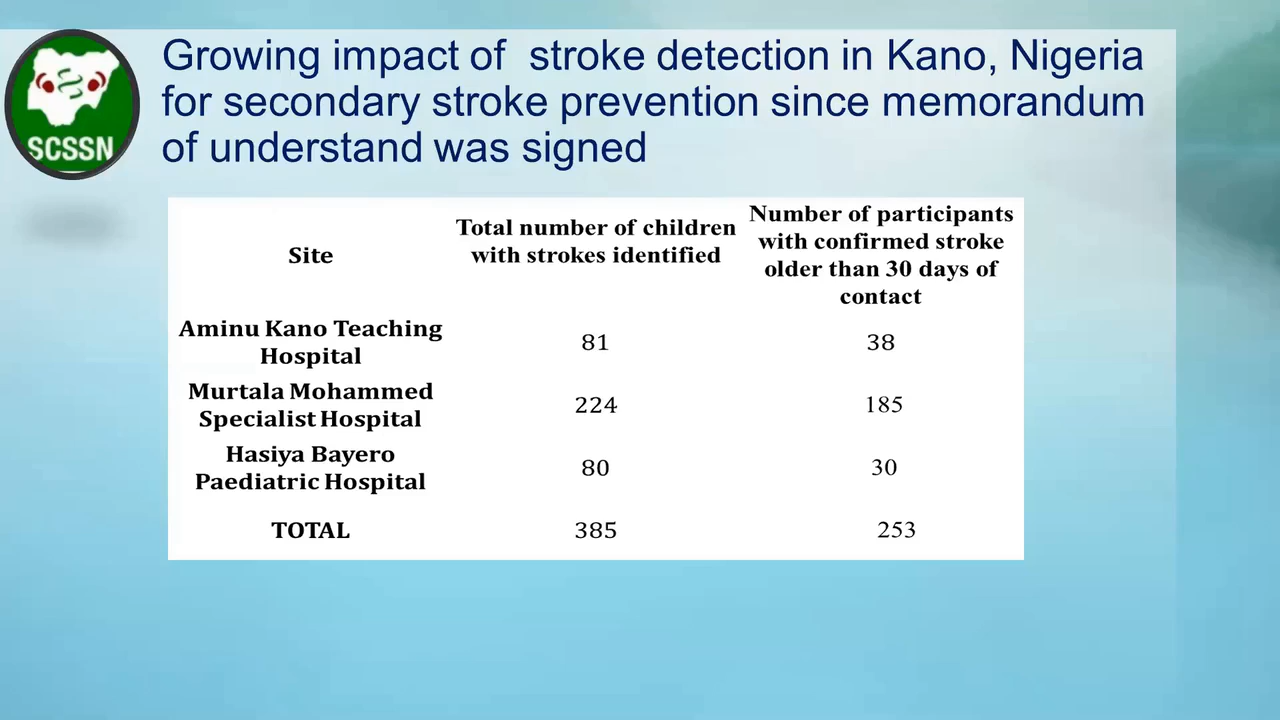 SCSSN
Growing impact of stroke detection in Kano, Nigeria
for secondary stroke prevention since memorandum
of understand was signed
Site
Total number of children
with strokes identified
Number of participants
with confirmed stroke
older than 30 days of
contact
Aminu Kano Teaching
Hospital
81
38
Murtala Mohammed
Specialist Hospital
224
185
Hasiya Bayero
Paediatric Hospital
80
30
TOTAL
385
253